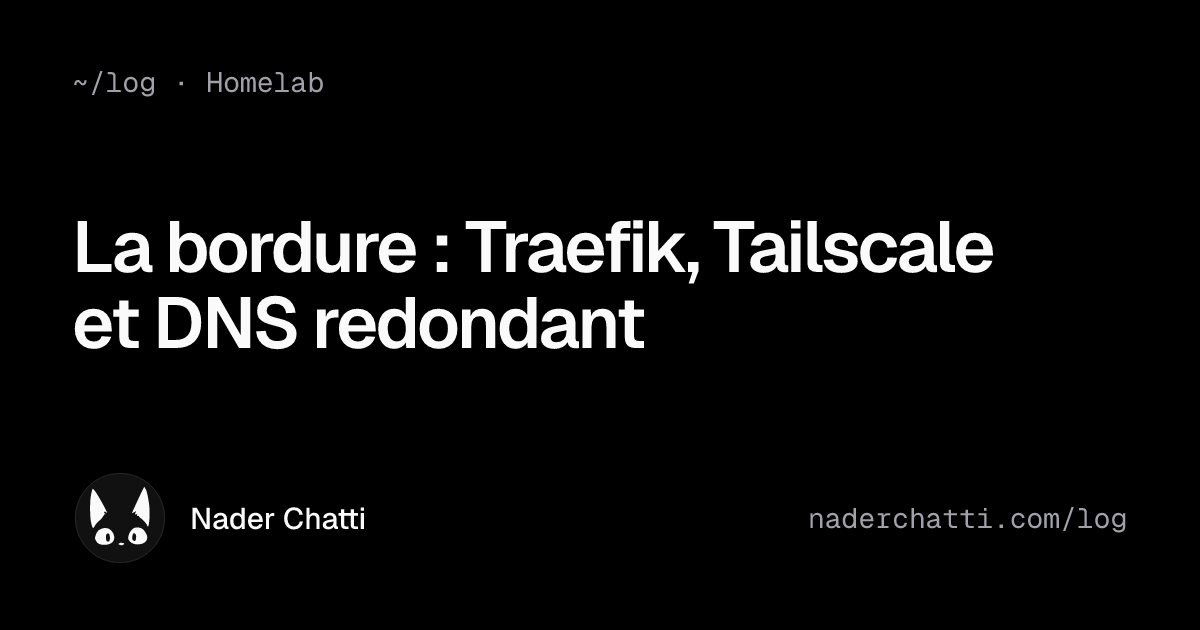 ~/log · Homelab
La bordure : Traefik, Tailscale
et DNS redondant
Nader Chatti
naderchatti.com/log